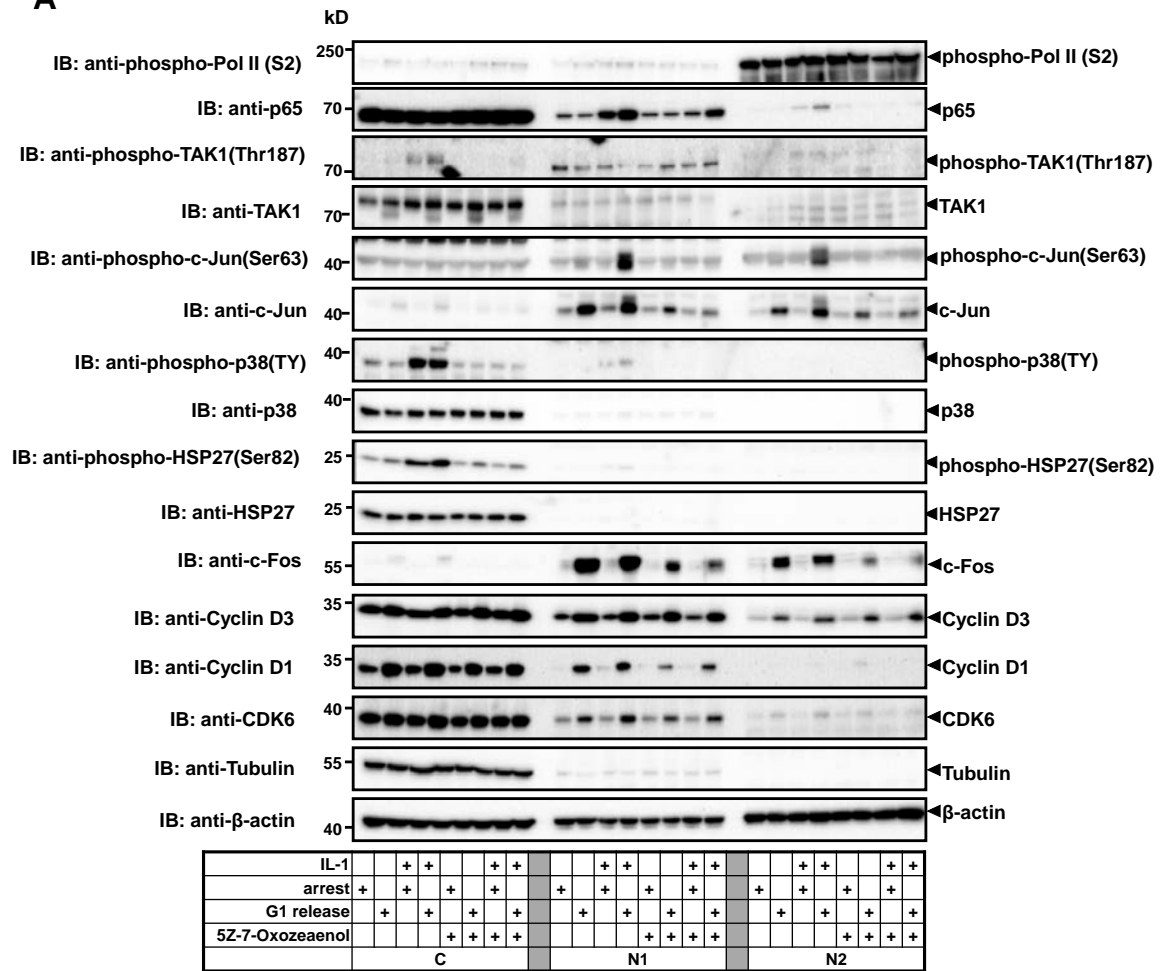 A
kD
IB: anti-phospho-Pol II (S2) 250 phospho-Pol II (S2)
IB: anti-p65 70 p65
IB: anti-phospho-TAK1(Thr187) 70 phospho-TAK1(Thr187)
IB: anti-TAK1 70 TAK1
IB: anti-phospho-c-Jun(Ser63) 40 phospho-c-Jun(Ser63)
IB: anti-c-Jun 40 c-Jun
IB: anti-phospho-p38(TY) 40 phospho-p38(TY)
IB: anti-p38 40 p38
IB: anti-phospho-HSP27(Ser82) 25 phospho-HSP27(Ser82)
IB: anti-HSP27 25 HSP27
IB: anti-c-Fos 55 c-Fos
IB: anti-Cyclin D3 35 Cyclin D3
IB: anti-Cyclin D1 35 Cyclin D1
IB: anti-CDK6 40 CDK6
IB: anti-Tubulin 55 Tubulin
IB: anti-β-actin 40 β-actin
IL-1 + + + + + + + + + + + +
arrest + + + + + + + + + + + +
G1 release + + + + + + + + + + + +
5Z-7-Oxozeaenol + + + + + + + + + + + +
C N1 N2